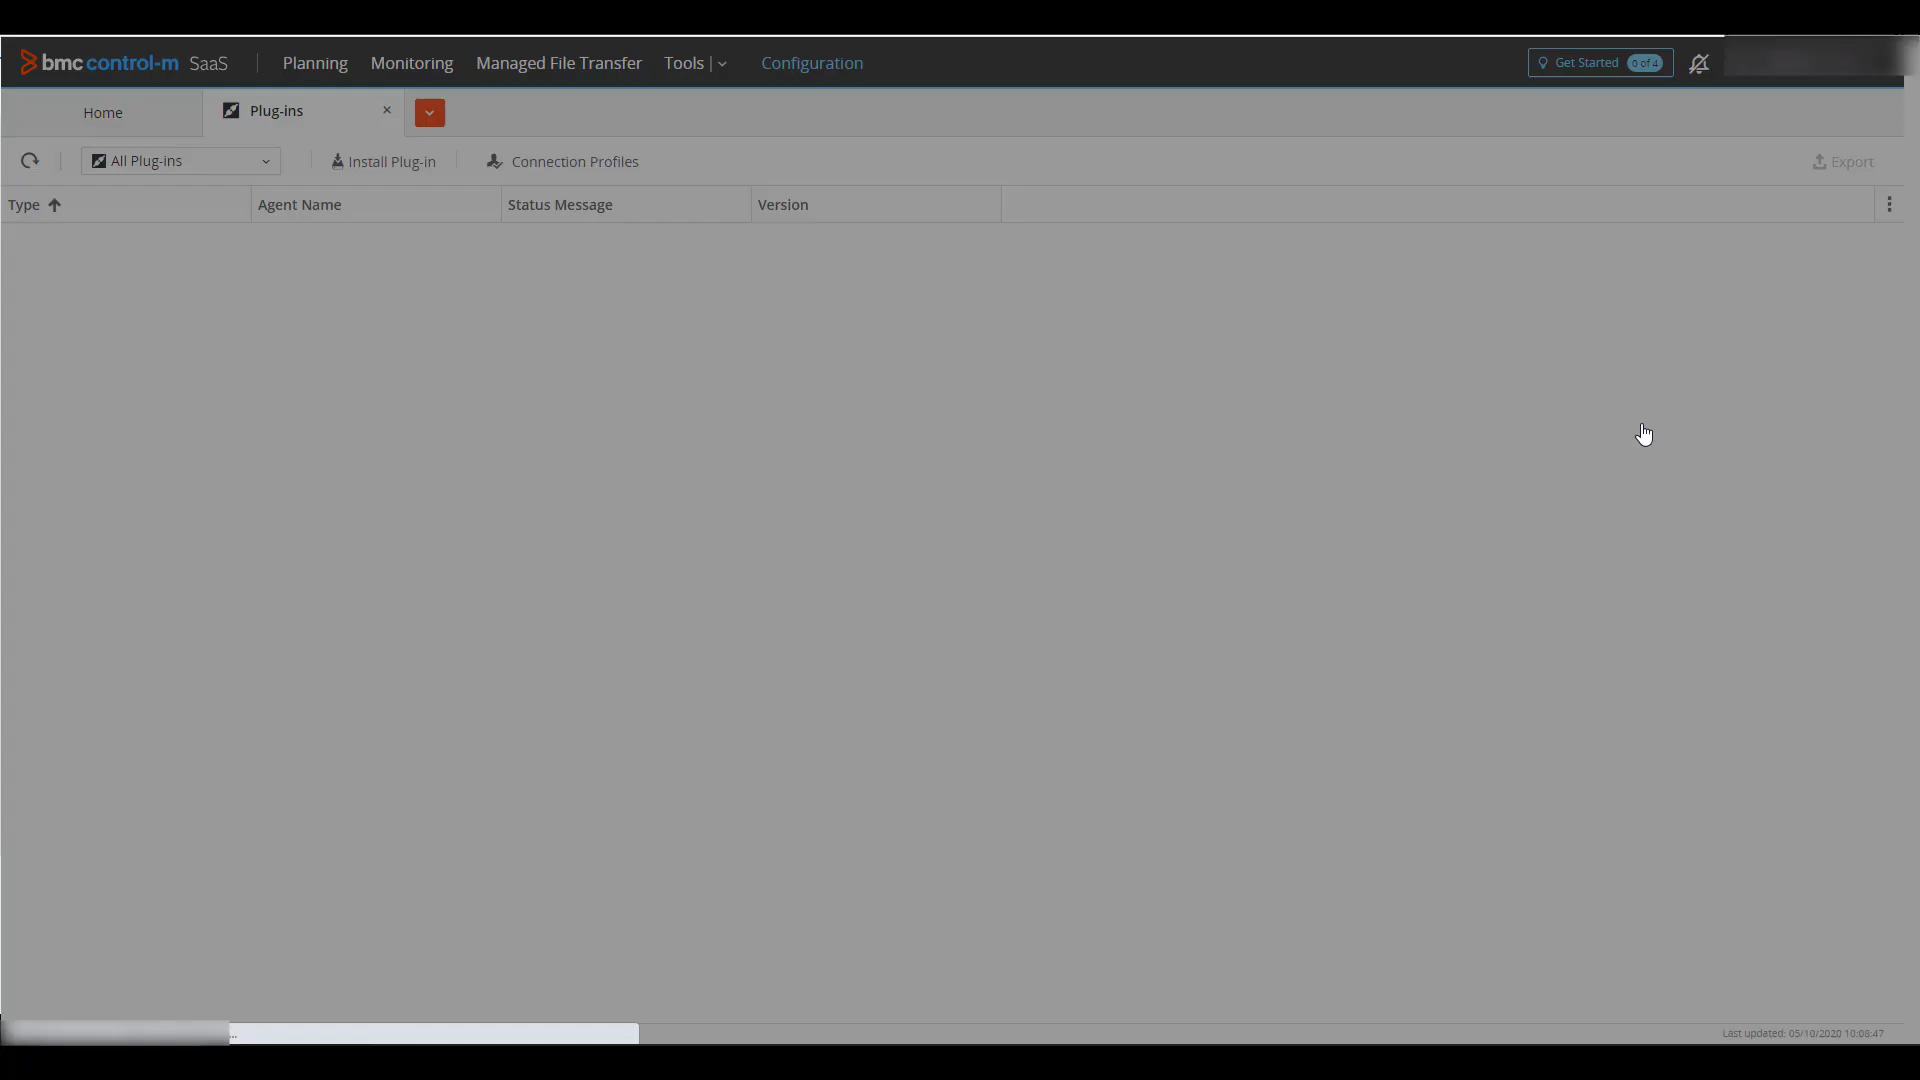 bmc control-m SaaS Planning Monitoring Managed File Transfer Tools Configuration Get Started 0 of 4
Home Plug-ins
All Plug-ins Install Plug-in Connection Profiles Export
Type Agent Name Status Message Version
...
Last updated: 05/10/2020 10:08:47